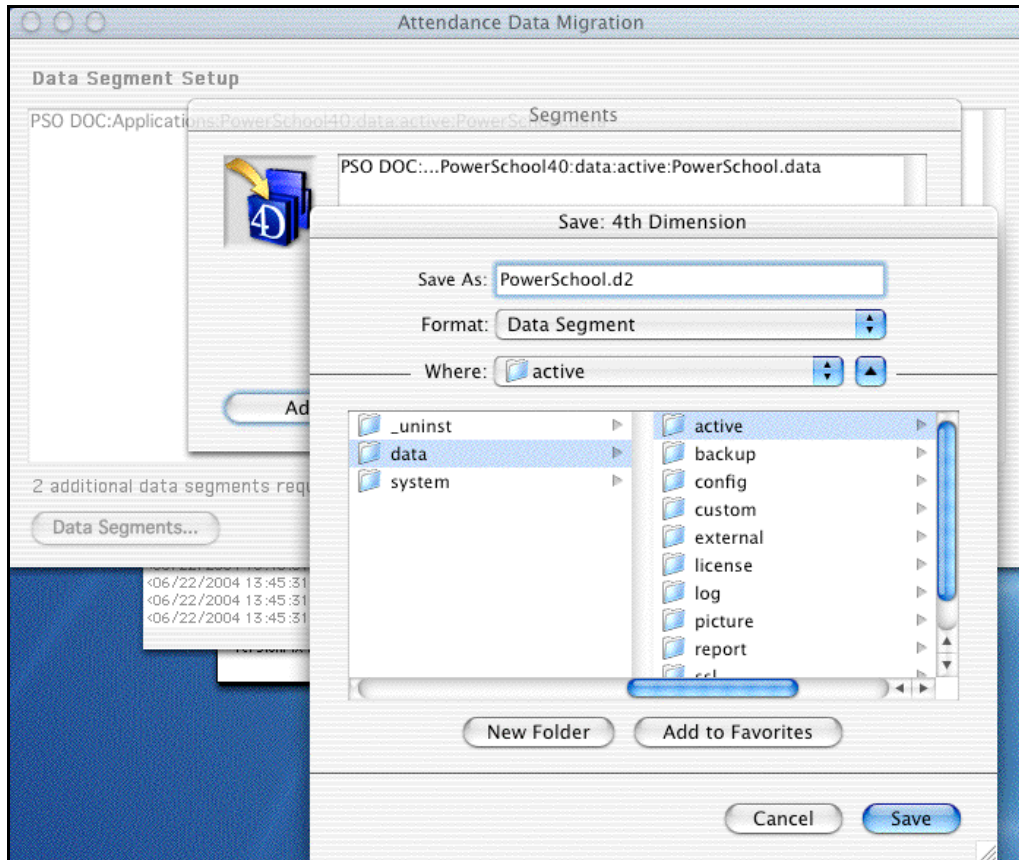 Attendance Data Migration
Data Segment Setup
PSO DOC:Applications:PowerSchool40:data:active:PowerSchool.data
Segments
PSO DOC:...PowerSchool40:data:active:PowerSchool.data
4D
Save: 4th Dimension
Save As: PowerSchool.d2
Format: Data Segment
Where: active
Ad
_uninst
data
system
active
backup
config
custom
external
license
log
picture
report
2 additional data segments requ
Data Segments...
<06/22/2004 13:45:31
<06/22/2004 13:45:31
<06/22/2004 13:45:31
New Folder
Add to Favorites
Cancel
Save